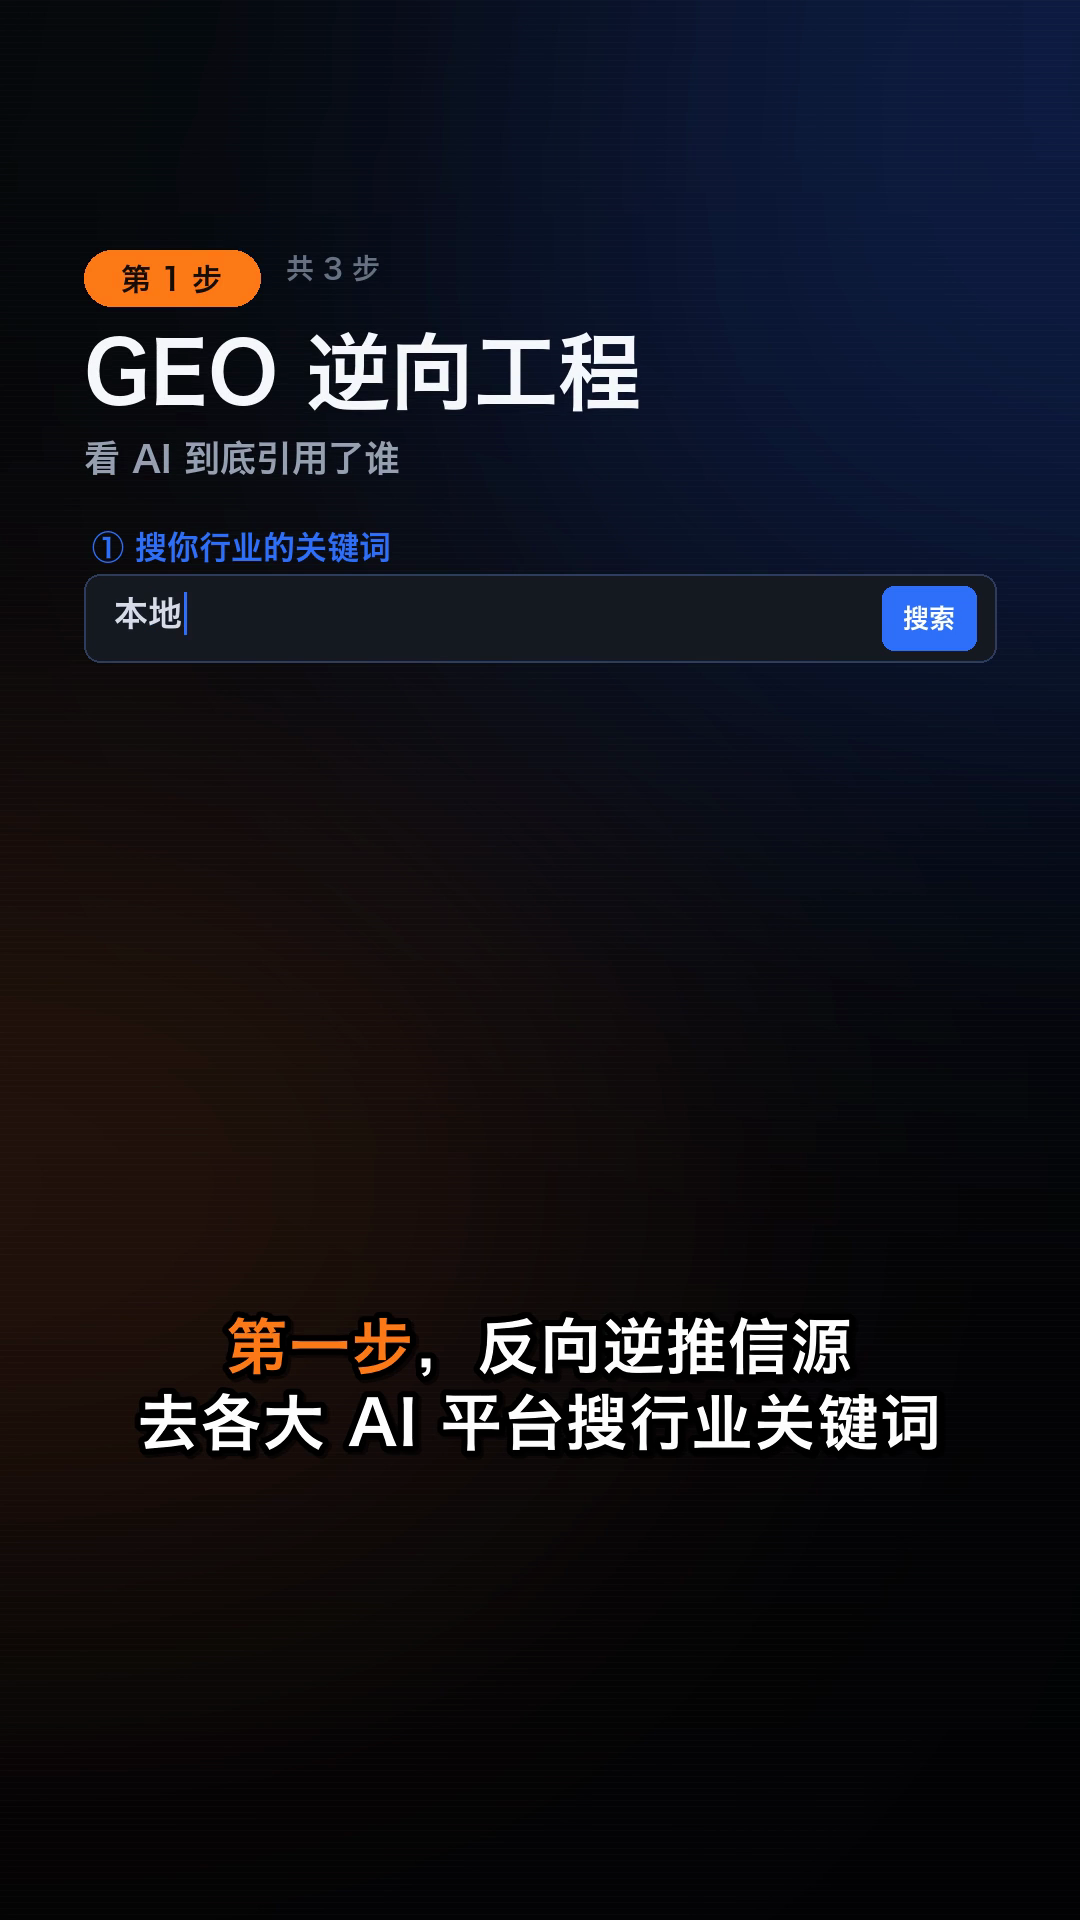 第 1 步 共 3 步
GEO 逆向工程
看 AI 到底引用了谁
① 搜你行业的关键词
本地 搜索
第一步，反向逆推信源
去各大 AI 平台搜行业关键词